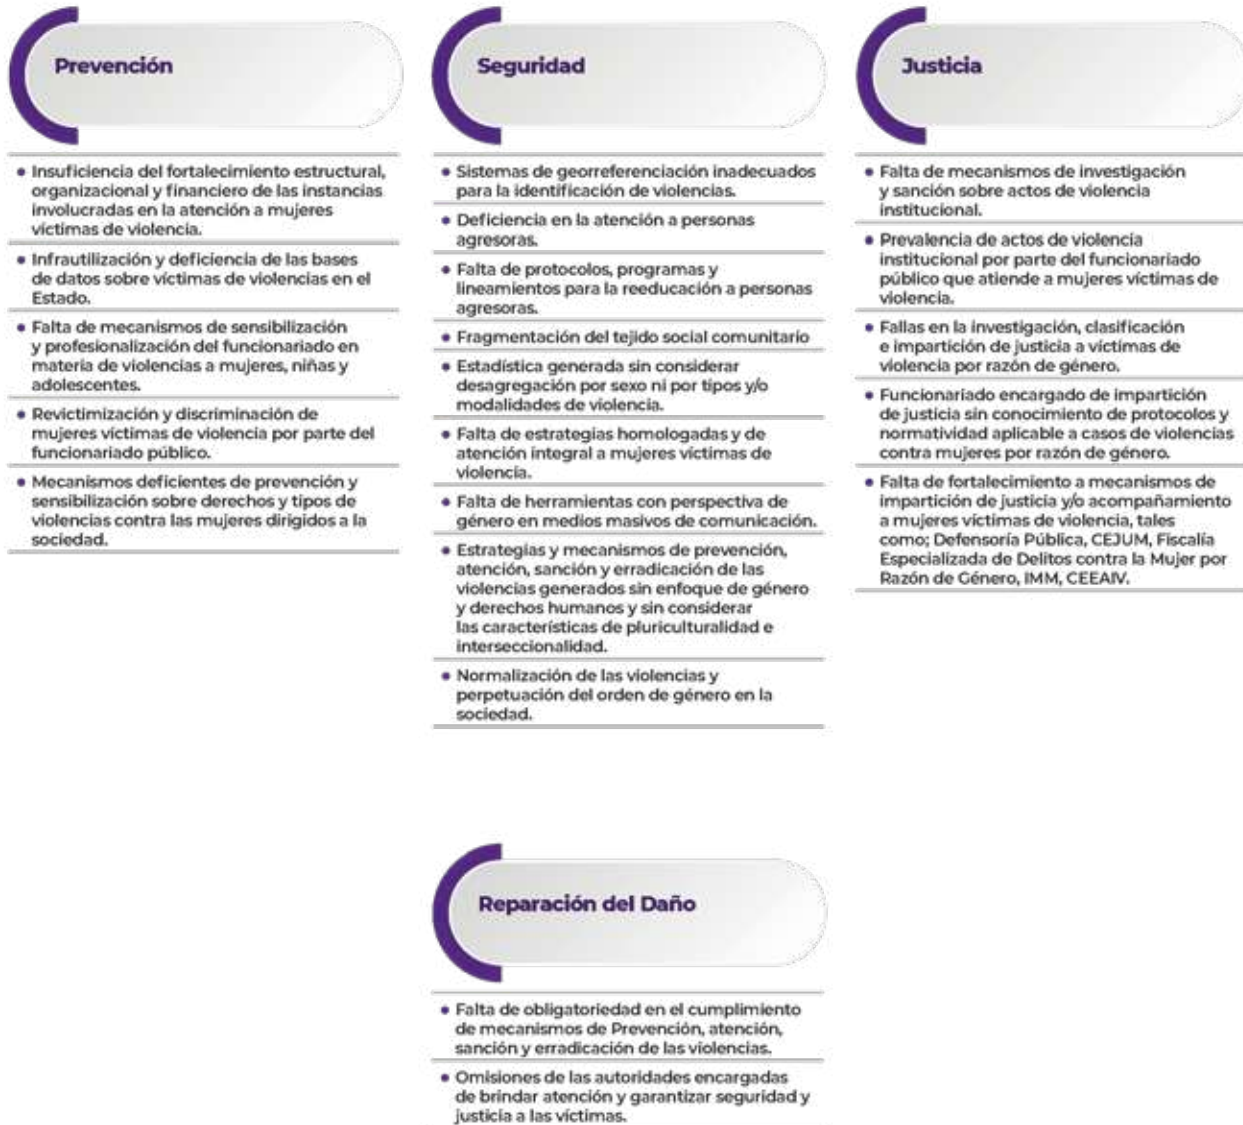 Prevención
• Insuficiencia del fortalecimiento estructural,
organizacional y financiero de las instancias
involucradas en la atención a mujeres
víctimas de violencia.
• Infrautilización y deficiencia de las bases
de datos sobre víctimas de violencias en el
Estado.
• Falta de mecanismos de sensibilización
y profesionalización del funcionariado en
materia de violencias a mujeres, niñas y
adolescentes.
• Revictimización y discriminación de
mujeres víctimas de violencia por parte del
funcionariado público.
• Mecanismos deficientes de prevención y
sensibilización sobre derechos y tipos de
violencias contra las mujeres dirigidos a la
sociedad.
Seguridad
• Sistemas de georreferenciación inadecuados
para la identificación de violencias.
• Deficiencia en la atención a personas
agresoras.
• Falta de protocolos, programas y
lineamientos para la reeducación a personas
agresoras.
• Fragmentación del tejido social comunitario
• Estadística generada sin considerar
desagregación por sexo ni por tipos y/o
modalidades de violencia.
• Falta de estrategias homologadas y de
atención integral a mujeres víctimas de
violencia.
• Falta de herramientas con perspectiva de
género en medios masivos de comunicación.
• Estrategias y mecanismos de prevención,
atención, sanción y erradicación de las
violencias generados sin enfoque de género
y derechos humanos y sin considerar
las características de pluriculturalidad e
interseccionalidad.
• Normalización de las violencias y
perpetuación del orden de género en la
sociedad.
Justicia
• Falta de mecanismos de investigación
y sanción sobre actos de violencia
institucional.
• Prevalencia de actos de violencia
institucional por parte del funcionariado
público que atiende a mujeres víctimas de
violencia.
• Fallas en la investigación, clasificación
e impartición de justicia a víctimas de
violencia por razón de género.
• Funcionariado encargado de impartición
de justicia sin conocimiento de protocolos y
normatividad aplicable a casos de violencias
contra mujeres por razón de género.
• Falta de fortalecimiento a mecanismos de
impartición de justicia y/o acompañamiento
a mujeres víctimas de violencia, tales
como; Defensoría Pública, CEJUM, Fiscalía
Especializada de Delitos contra la Mujer por
Razón de Género, IMM, CEEAIV.
Reparación del Daño
• Falta de obligatoriedad en el cumplimiento
de mecanismos de Prevención, atención,
sanción y erradicación de las violencias.
• Omisiones de las autoridades encargadas
de brindar atención y garantizar seguridad y
justicia a las víctimas.